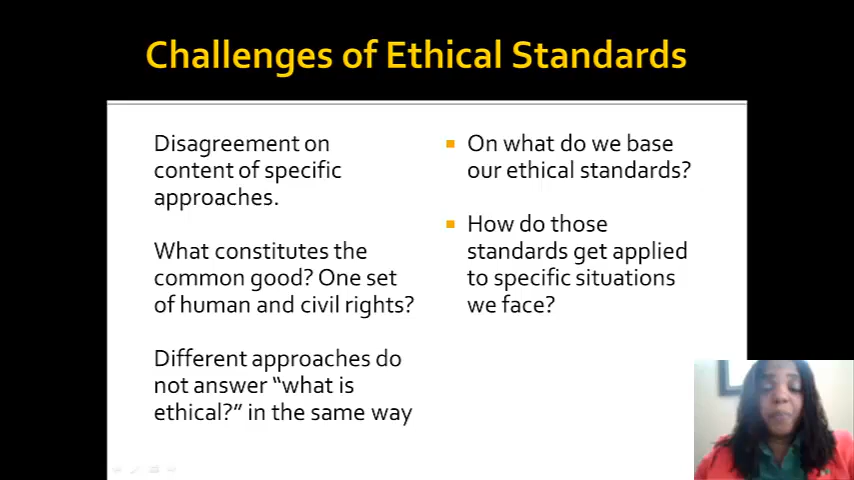 Challenges of Ethical Standards
Disagreement on
content of specific
approaches.
What constitutes the
common good? One set
of human and civil rights?
Different approaches do
not answer “what is
ethical?” in the same way
On what do we base
our ethical standards?
How do those
standards get applied
to specific situations
we face?